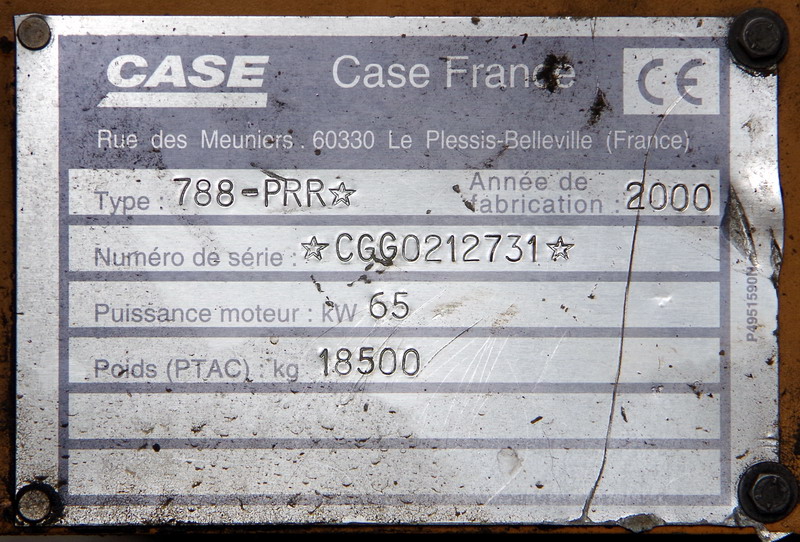 CASE Case France CE
Rue des Meuniers . 60330 Le Plessis-Belleville (France)
Type : 788-PRR☆ Année de fabrication : 2000
Numéro de série : ☆CGG0212731☆
Puissance moteur : kW 65
Poids (PTAC) : kg 18500